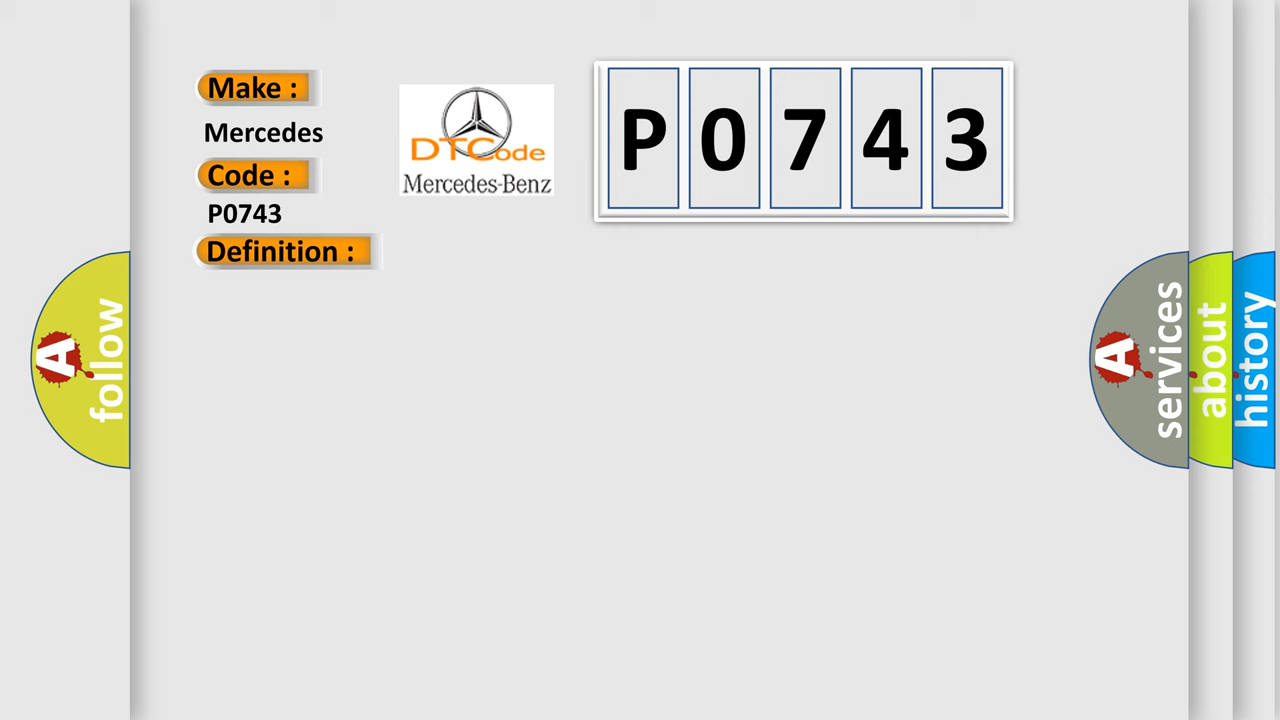 Make :
Mercedes
Code :
P0743
Definition :
DTCode
Mercedes-Benz
P 0 7 4 3
A follow
A services
about
history